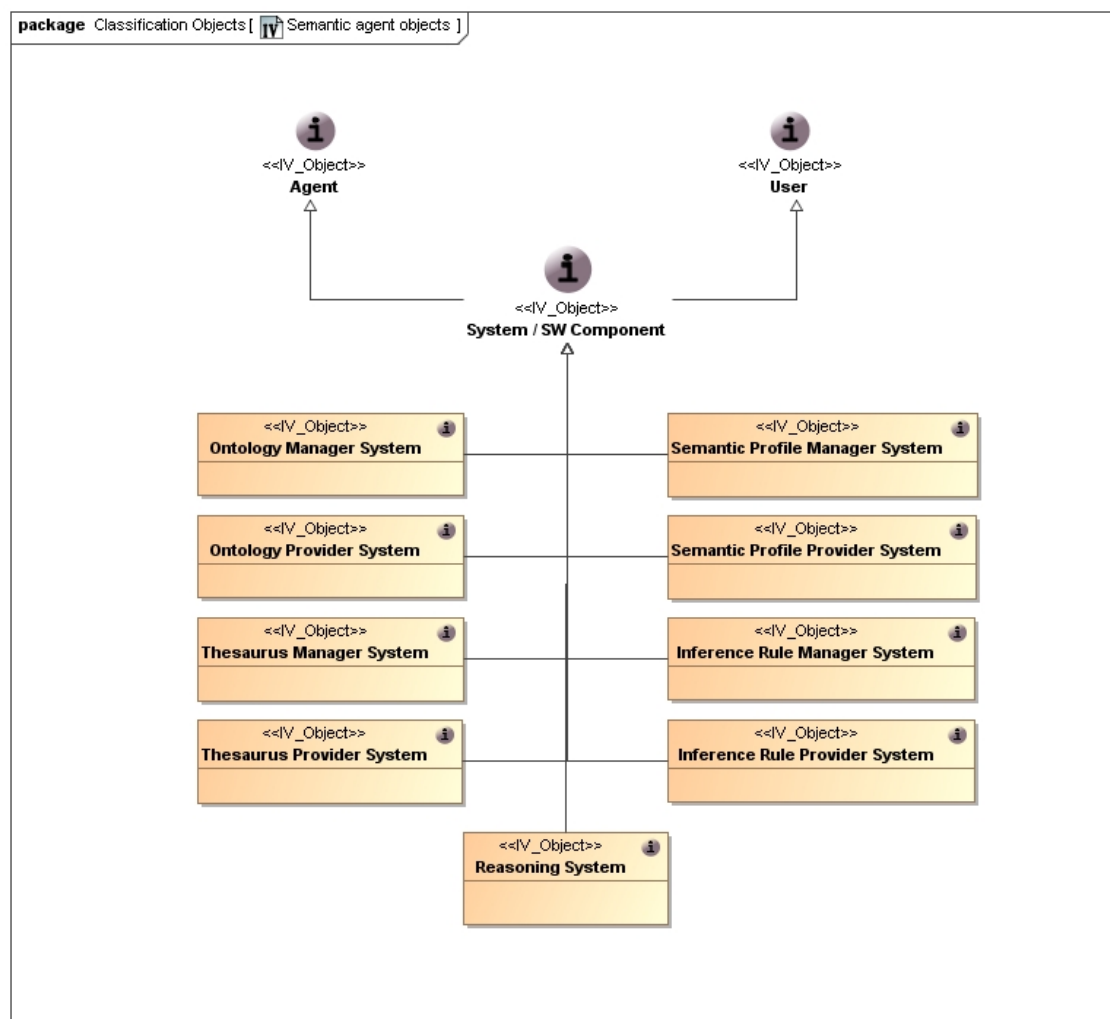 package Classification Objects [ IV Semantic agent objects ]
i
i
<<IV_Object>>
<<IV_Object>>
Agent
User
i
<<IV_Object>>
System / SW Component
<<IV_Object>> i
Ontology Manager System
<<IV_Object>> i
Semantic Profile Manager System
<<IV_Object>> i
Ontology Provider System
<<IV_Object>> i
Semantic Profile Provider System
<<IV_Object>> i
Thesaurus Manager System
<<IV_Object>> i
Inference Rule Manager System
<<IV_Object>> i
Thesaurus Provider System
<<IV_Object>> i
Inference Rule Provider System
<<IV_Object>> i
Reasoning System